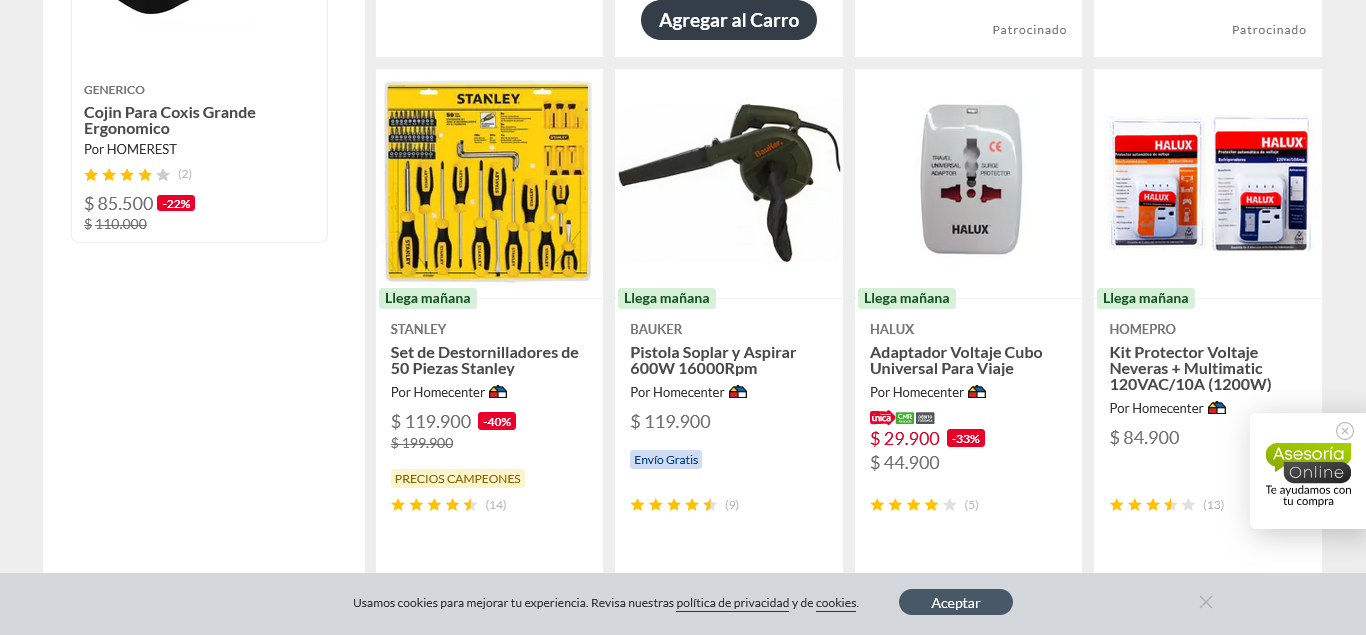 Agregar al Carro
Patrocinado
Patrocinado
GENERICO
Cojin Para Coxis Grande
Ergonomico
Por HOMEREST
(2)
$ 85.500 -22%
$ 110.000
STANLEY
Llega mañana
STANLEY
Set de Destornilladores de
50 Piezas Stanley
Por Homecenter
$ 119.900 -40%
$ 199.900
PRECIOS CAMPEONES
(14)
Bauker
Llega mañana
BAUKER
Pistola Soplar y Aspirar
600W 16000Rpm
Por Homecenter
$ 119.900
Envío Gratis
(9)
TRAVEL
UNIVERSAL
ADAPTOR
CE
SURGE
PROTECTOR
HALUX
Llega mañana
HALUX
Adaptador Voltaje Cubo
Universal Para Viaje
Por Homecenter
única CMR
$ 29.900 -33%
$ 44.900
(5)
HALUX
HALUX
HALUX
HALUX
Llega mañana
HOMEPRO
Kit Protector Voltaje
Neveras + Multimatic
120VAC/10A (1200W)
Por Homecenter
$ 84.900
(13)
Asesoría
Online
Te ayudamos con
tu compra
Usamos cookies para mejorar tu experiencia. Revisa nuestras política de privacidad y de cookies.
Aceptar